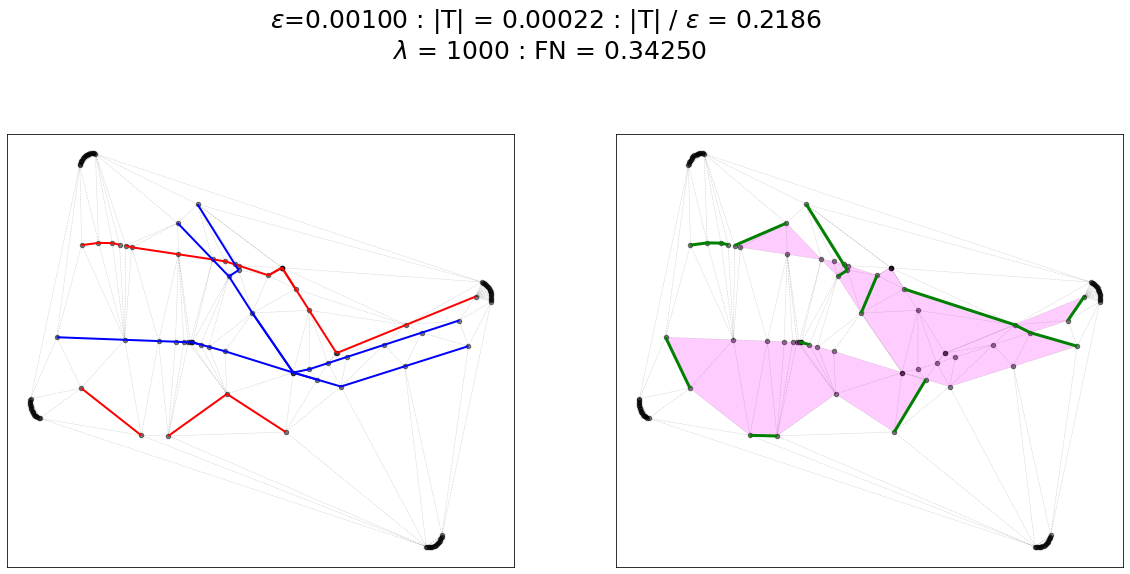 ε=0.00100 : |T| = 0.00022 : |T| / ε = 0.2186
λ = 1000 : FN = 0.34250